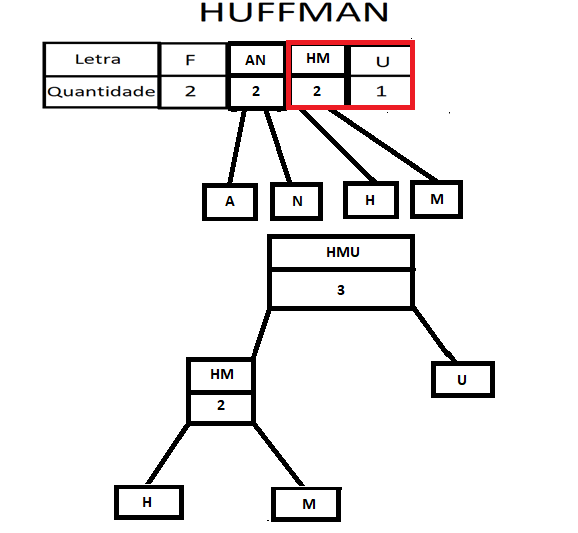 HUFFMAN
Letra F AN HM U
Quantidade 2 2 2 1
A N H M
HMU
3
HM
U
2
H M